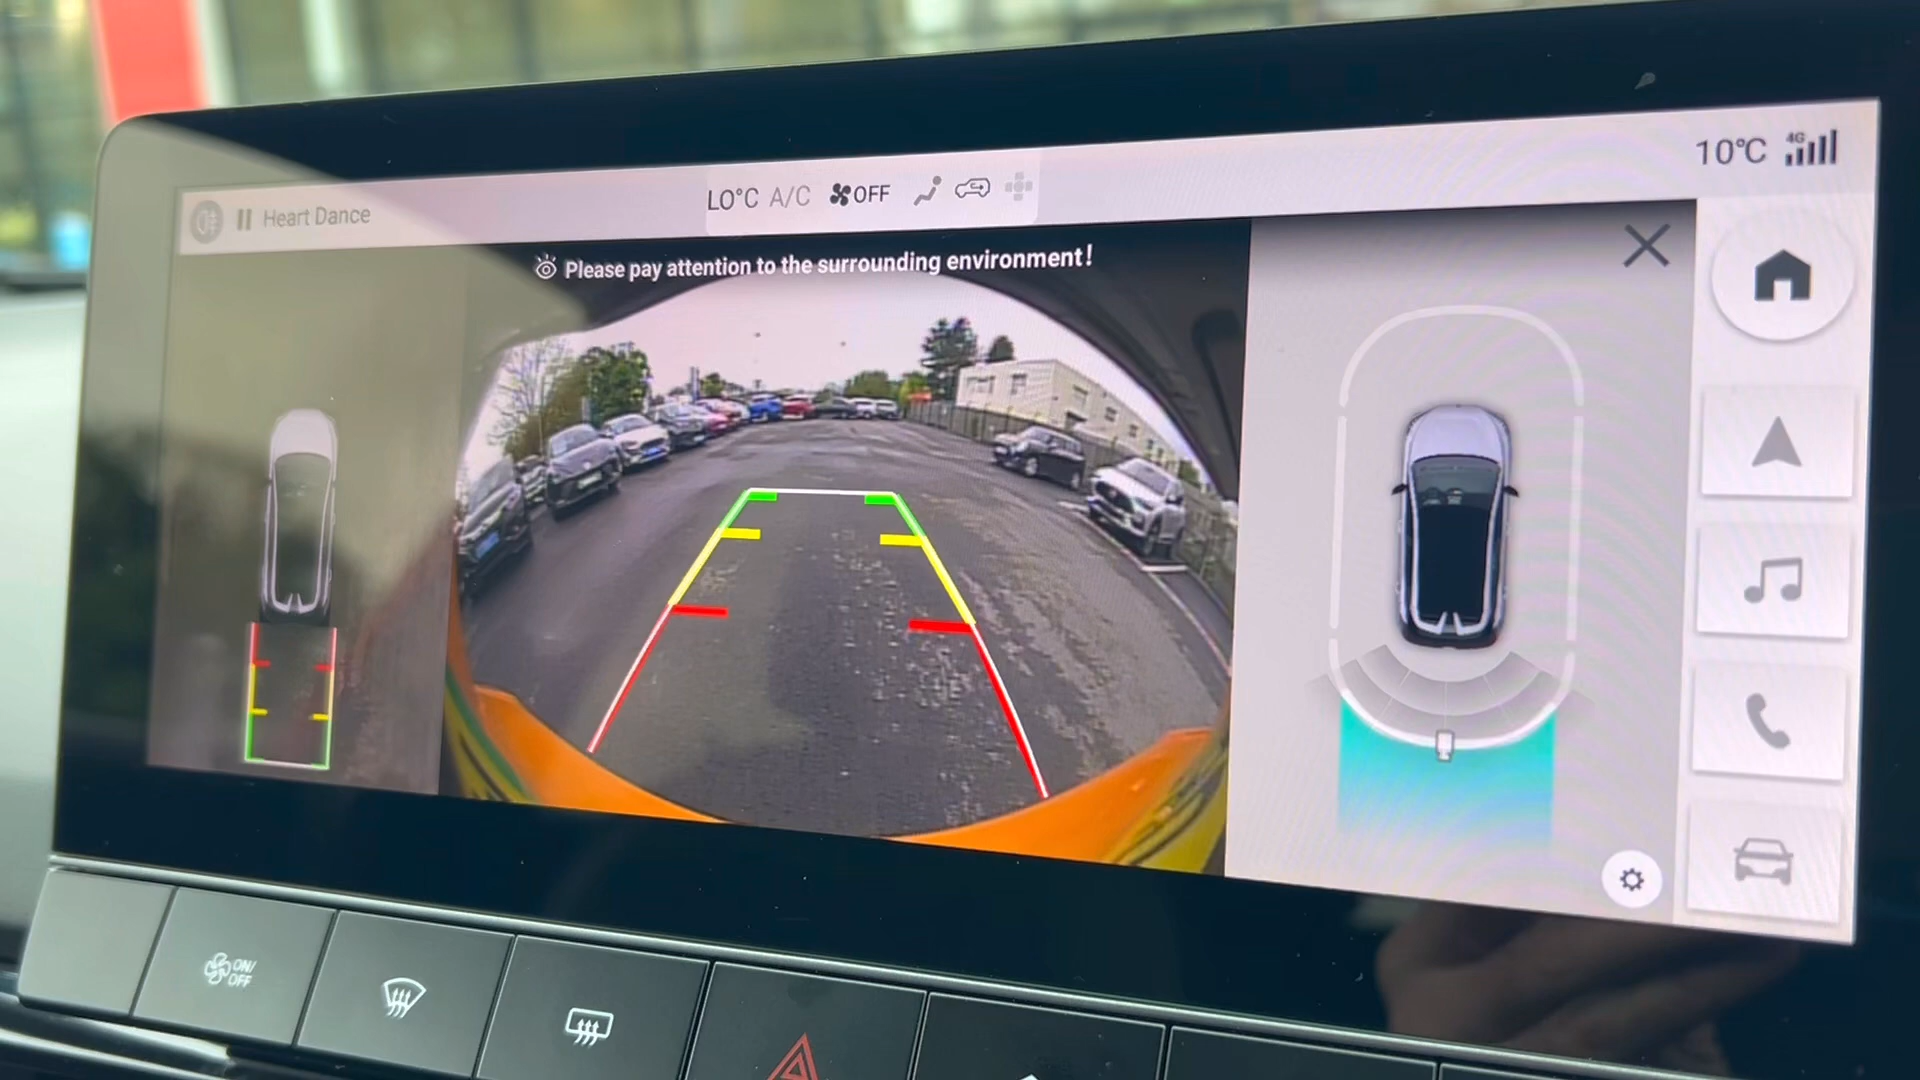 10°C 4G
LO°C A/C OFF
Heart Dance
Please pay attention to the surrounding environment!
ON/
OFF